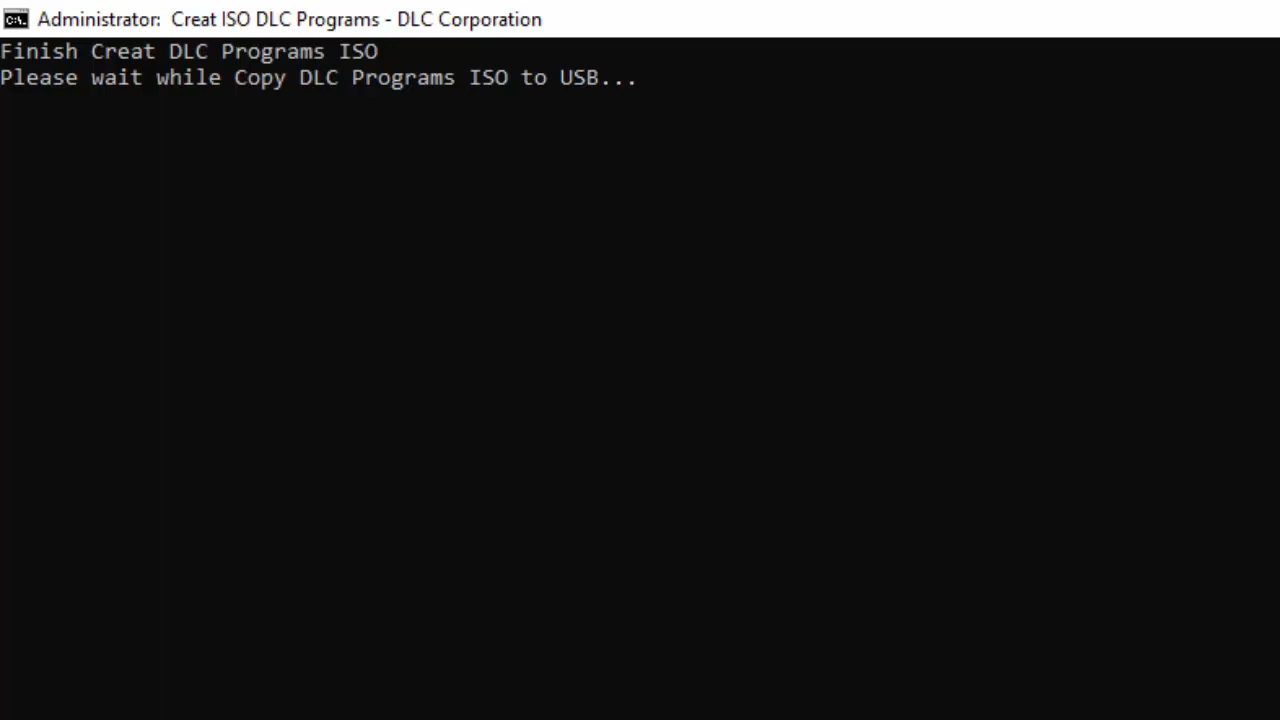 Administrator:  Creat ISO DLC Programs - DLC Corporation
Finish Creat DLC Programs ISO
Please wait while Copy DLC Programs ISO to USB...